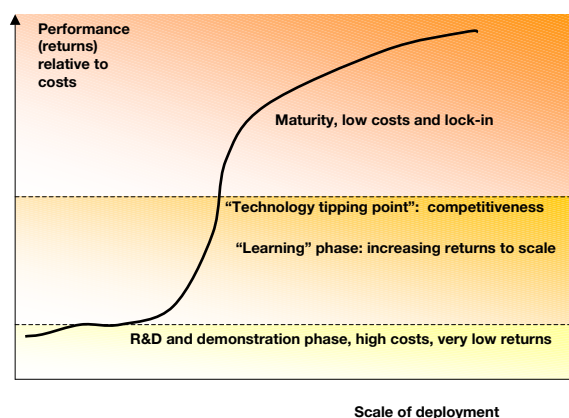 Performance
(returns)
relative to
costs
Maturity, low costs and lock-in
“Technology tipping point”: competitiveness
“Learning” phase: increasing returns to scale
R&D and demonstration phase, high costs, very low returns
Scale of deployment